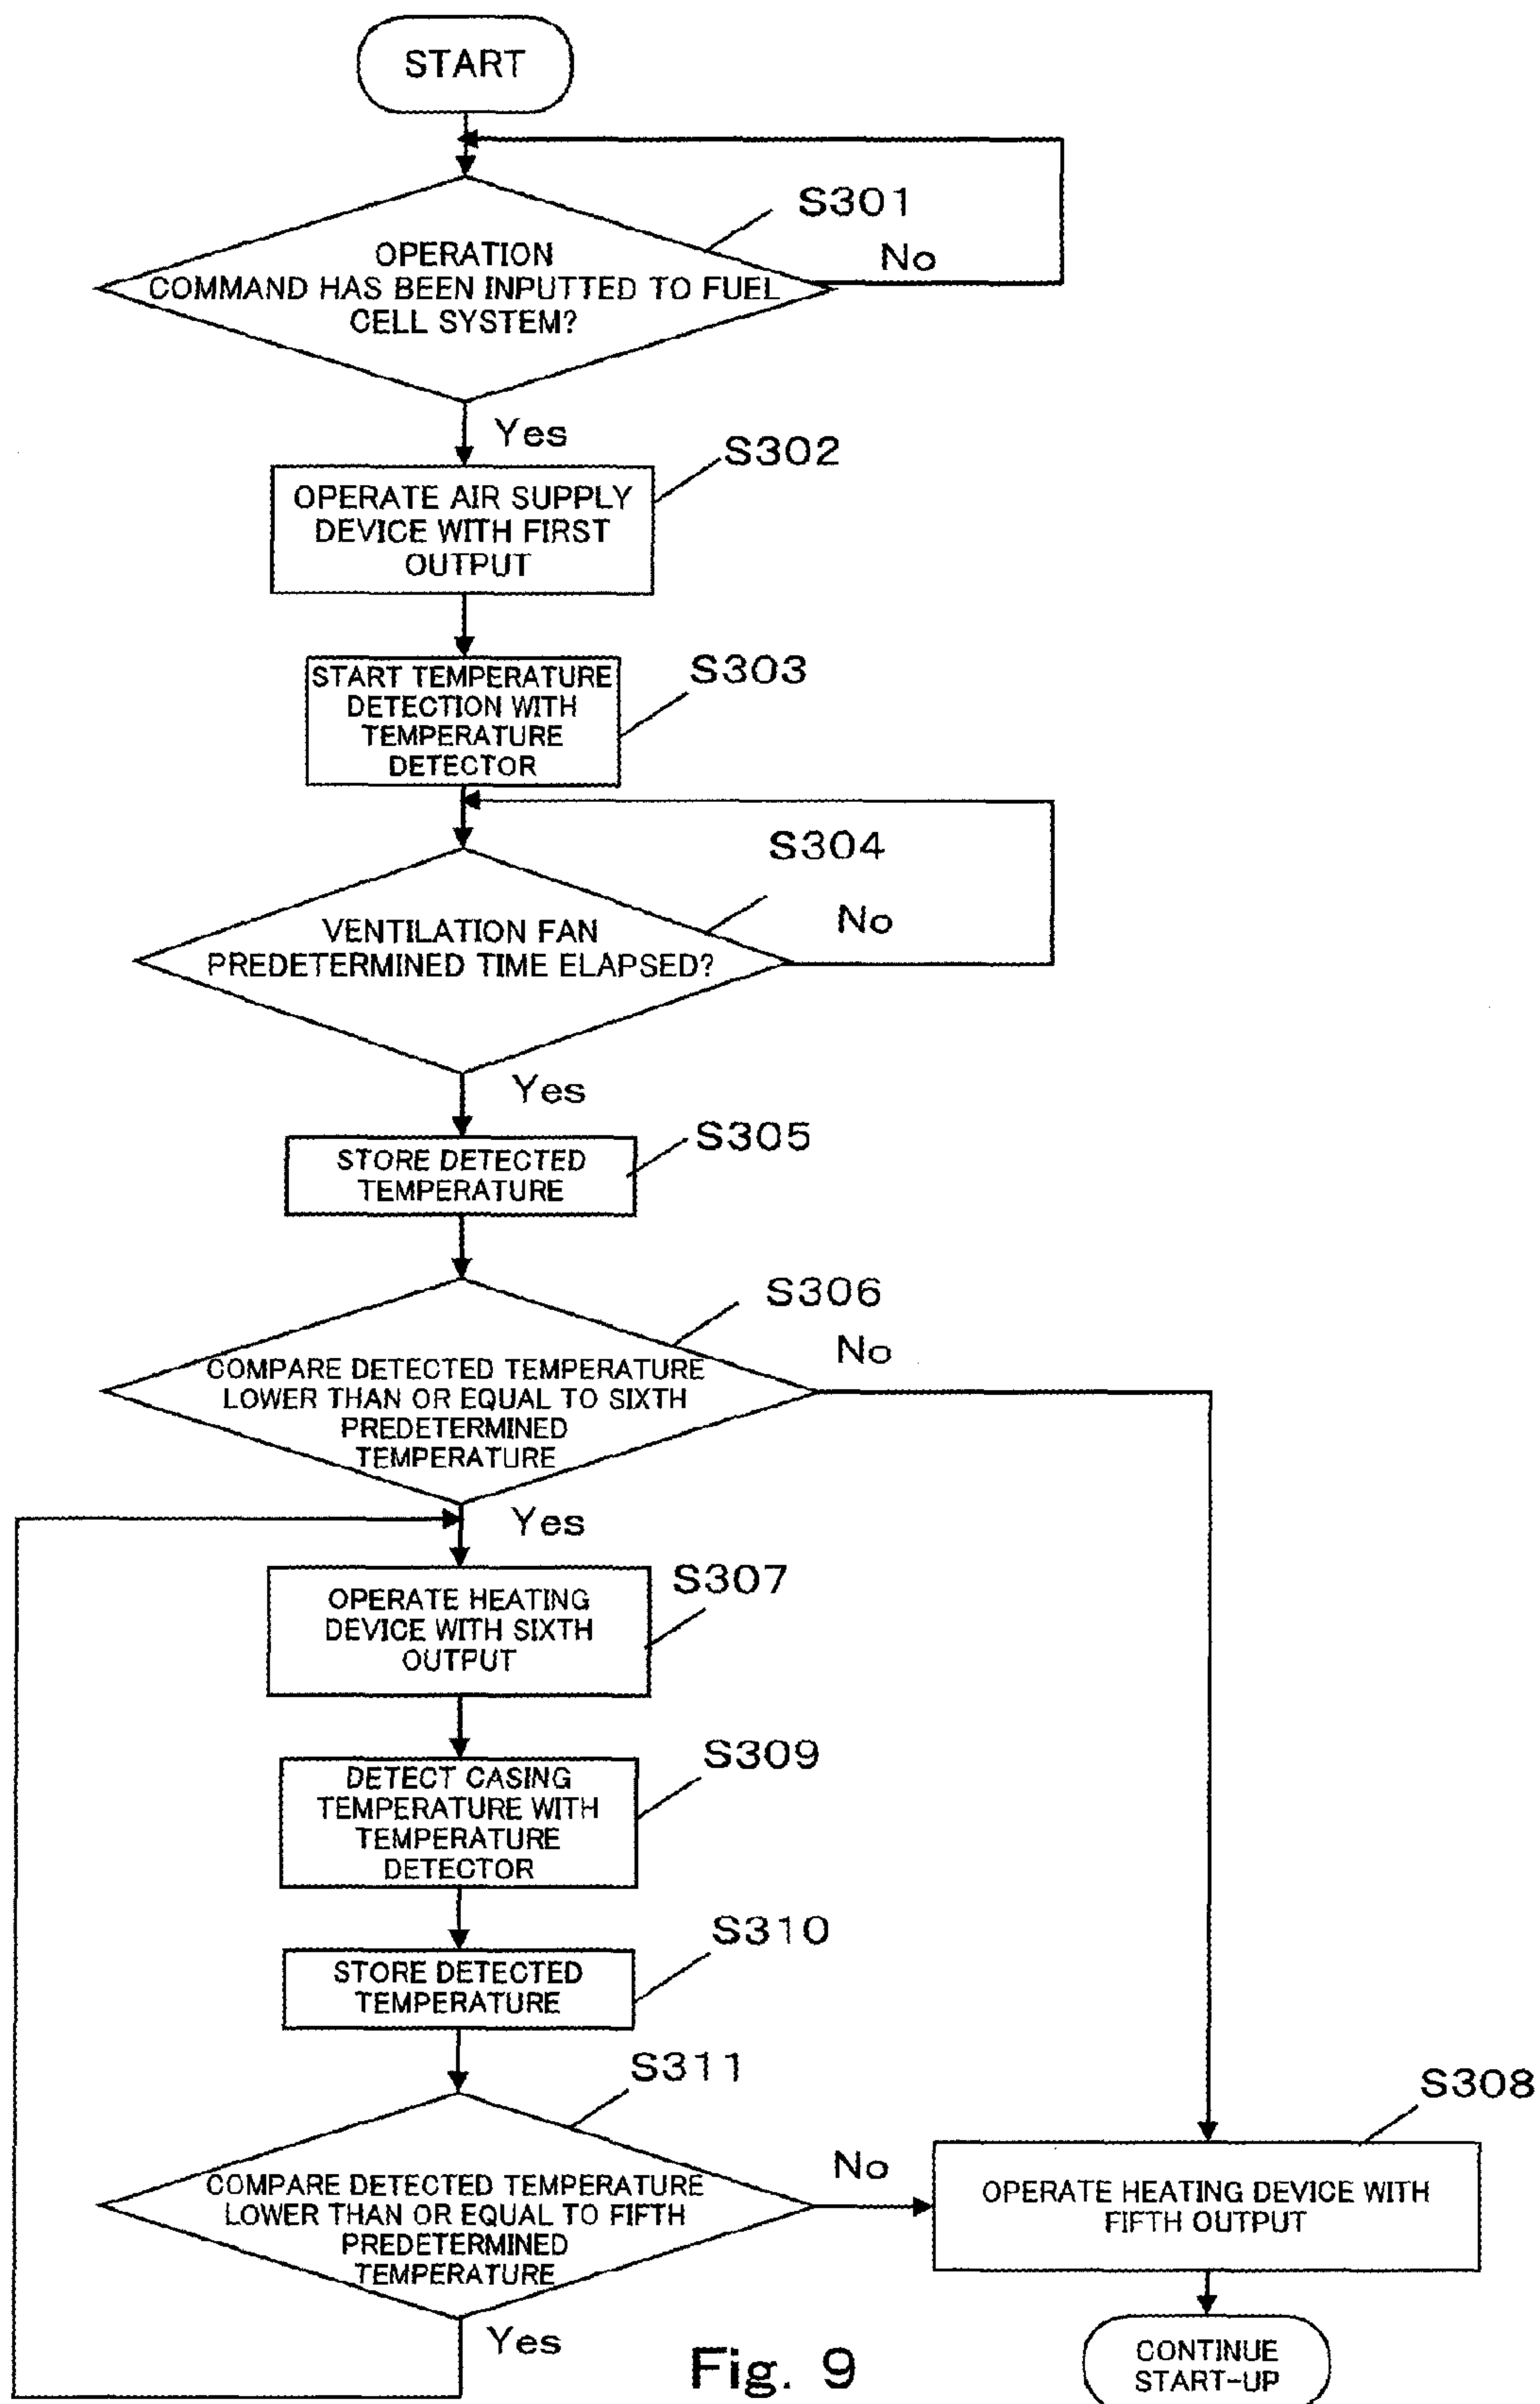 START
S301
OPERATION
COMMAND HAS BEEN INPUTTED TO FUEL
CELL SYSTEM?
No
Yes
S302
OPERATE AIR SUPPLY
DEVICE WITH FIRST
OUTPUT
S303
START TEMPERATURE
DETECTION WITH
TEMPERATURE
DETECTOR
S304
No
VENTILATION FAN
PREDETERMINED TIME ELAPSED?
Yes
S305
STORE DETECTED
TEMPERATURE
S306
No
COMPARE DETECTED TEMPERATURE
LOWER THAN OR EQUAL TO SIXTH
PREDETERMINED
TEMPERATURE
Yes
S307
OPERATE HEATING
DEVICE WITH SIXTH
OUTPUT
S309
DETECT CASING
TEMPERATURE WITH
TEMPERATURE
DETECTOR
S310
STORE DETECTED
TEMPERATURE
S311
COMPARE DETECTED TEMPERATURE
LOWER THAN OR EQUAL TO FIFTH
PREDETERMINED
TEMPERATURE
No
Yes
S308
OPERATE HEATING DEVICE WITH
FIFTH OUTPUT
CONTINUE
START-UP
Fig. 9